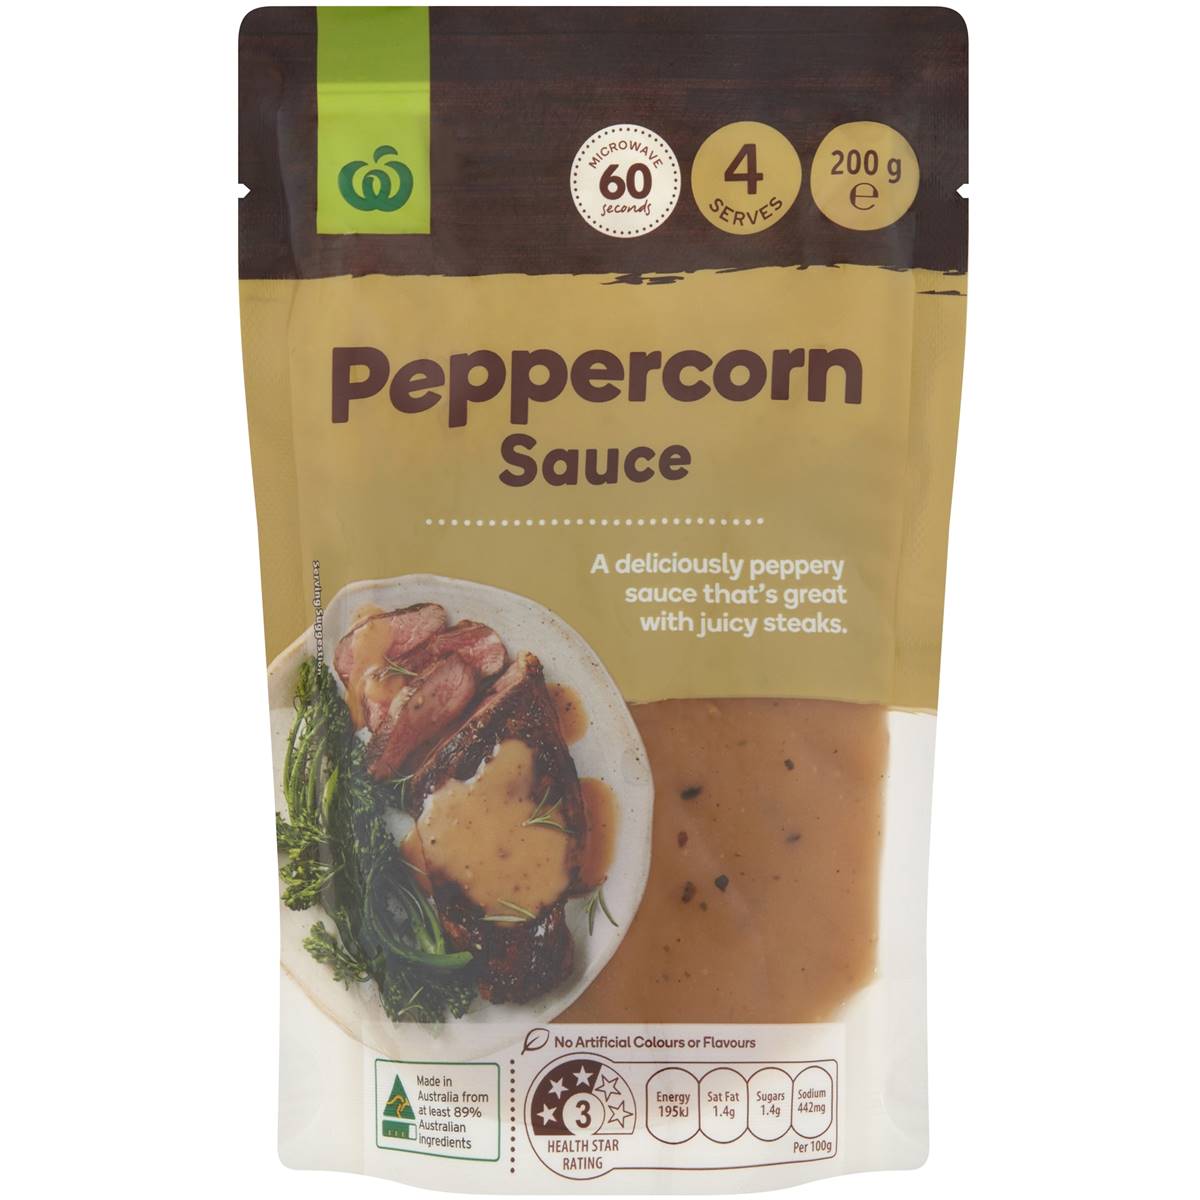 MICROWAVE
60
seconds
4
SERVES
200 g
e
Peppercorn
Sauce
A deliciously peppery
sauce that's great
with juicy steaks.
Serving Suggestion
No Artificial Colours or Flavours
Made in
Australia from
at least 89%
Australian
ingredients
3
HEALTH STAR
RATING
Energy
195kJ
Sat Fat
1.4g
Sugars
1.4g
Sodium
442mg
Per 100g